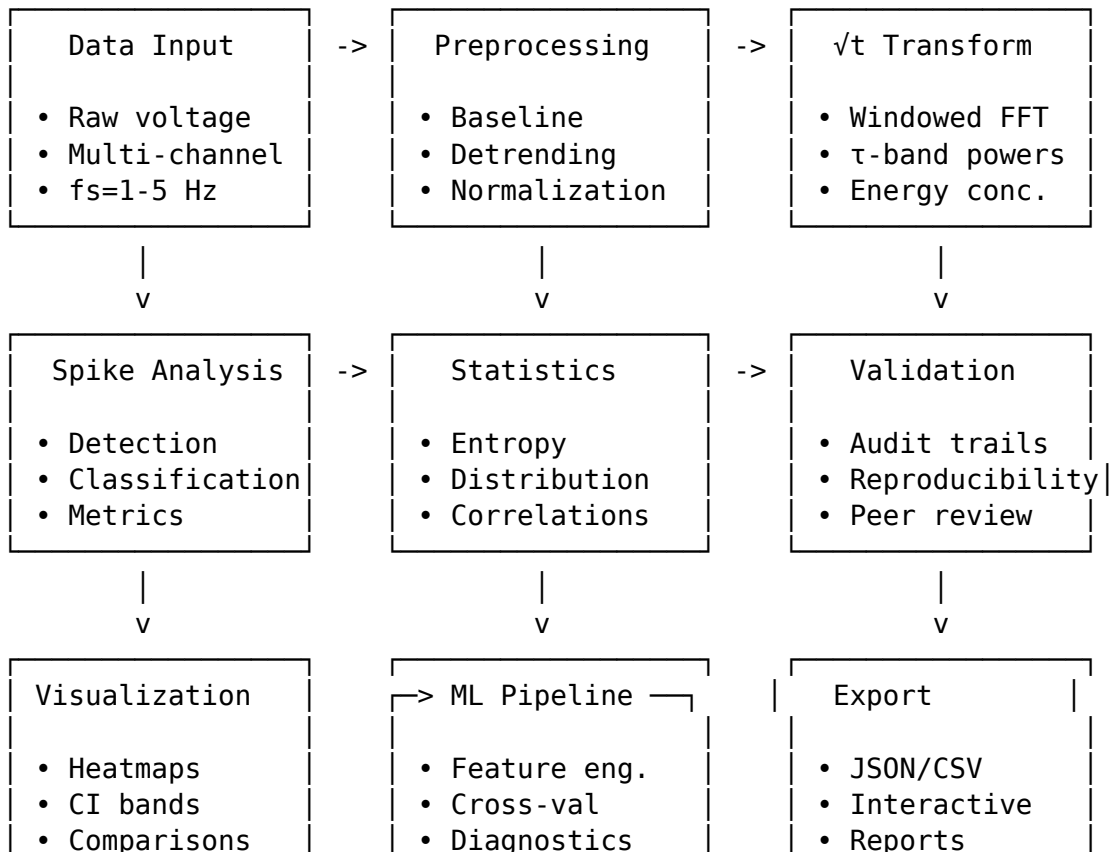 Data Input -> Preprocessing -> √t Transform
• Raw voltage • Baseline • Windowed FFT
• Multi-channel • Detrending • τ-band powers
• fs=1-5 Hz • Normalization • Energy conc.
v v v
Spike Analysis -> Statistics -> Validation
• Detection • Entropy • Audit trails
• Classification • Distribution • Reproducibility
• Metrics • Correlations • Peer review
v v v
Visualization ┌─> ML Pipeline ──┐ Export
• Heatmaps • Feature eng. • JSON/CSV
• CI bands • Cross-val • Interactive
• Comparisons • Diagnostics • Reports